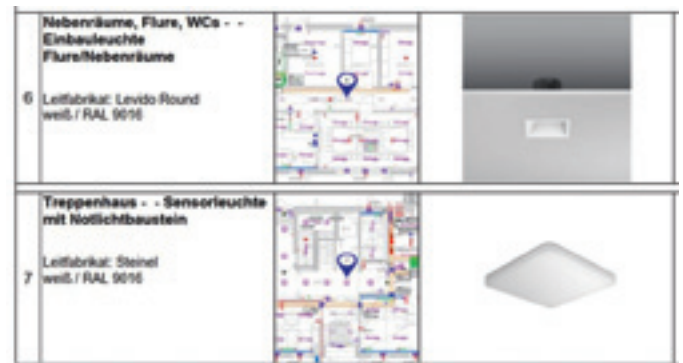 Nebenräume, Flure, WCs - -
Einbauleuchte
Flure/Nebenräume
6
Leitfabrikat: Levido Round
weiß / RAL 9016
Treppenhaus - - Sensorleuchte
mit Notlichtbaustein
7
Leitfabrikat: Steinel
weiß / RAL 9016